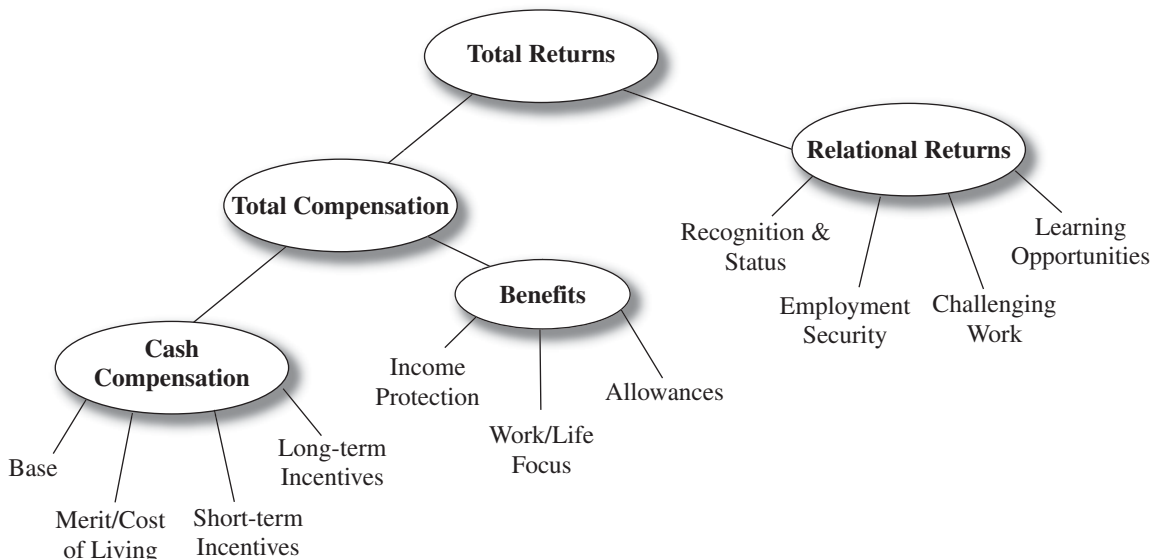 Total Returns
Relational Returns
Total Compensation
Recognition &
Status
Learning
Opportunities
Benefits
Employment
Security
Challenging
Work
Cash
Compensation
Income
Protection
Allowances
Work/Life
Focus
Long-term
Incentives
Base
Merit/Cost
of Living
Short-term
Incentives